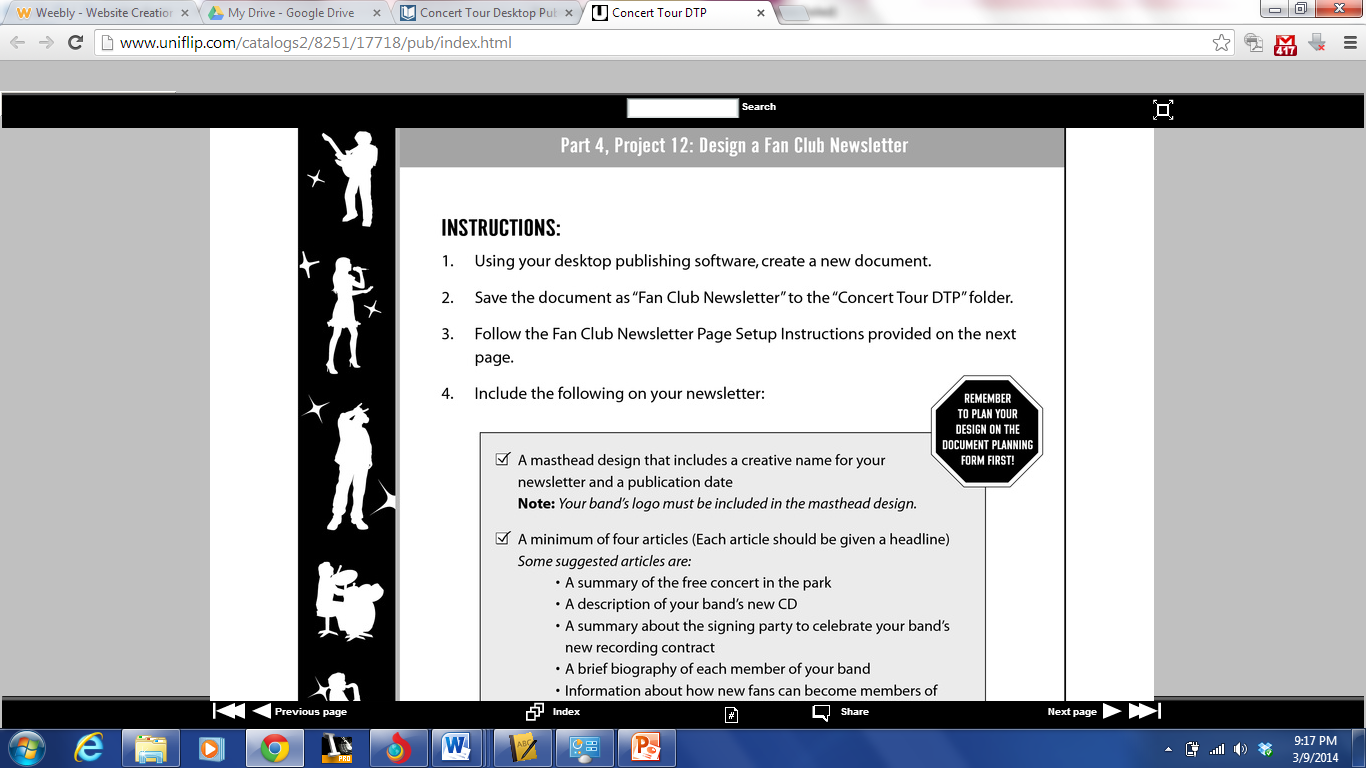 Weebly - Website Creation
My Drive - Google Drive
Concert Tour Desktop Pub
Concert Tour DTP
www.uniflip.com/catalogs2/8251/17718/pub/index.html
417
Search
Part 4, Project 12: Design a Fan Club Newsletter
INSTRUCTIONS:
1. Using your desktop publishing software, create a new document.
2. Save the document as “Fan Club Newsletter” to the “Concert Tour DTP” folder.
3. Follow the Fan Club Newsletter Page Setup Instructions provided on the next
page.
4. Include the following on your newsletter:
REMEMBER
TO PLAN YOUR
DESIGN ON THE
DOCUMENT PLANNING
FORM FIRST!
A masthead design that includes a creative name for your
newsletter and a publication date
Note: Your band’s logo must be included in the masthead design.
A minimum of four articles (Each article should be given a headline)
Some suggested articles are:
• A summary of the free concert in the park
• A description of your band’s new CD
• A summary about the signing party to celebrate your band’s
new recording contract
• A brief biography of each member of your band
• Information about how new fans can become members of
Previous page
Index
#
Share
Next page
PRO
W
ABC
P
9:17 PM
3/9/2014